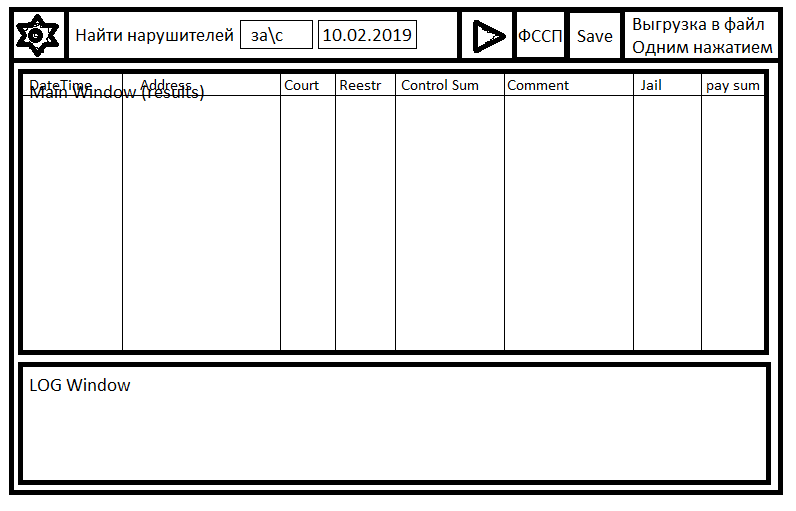 Найти нарушителей за\с 10.02.2019 ФССП Save Выгрузка в файл
Одним нажатием
DateTime Address Court Reestr Control Sum Comment Jail pay sum
Main Window (results)
LOG Window